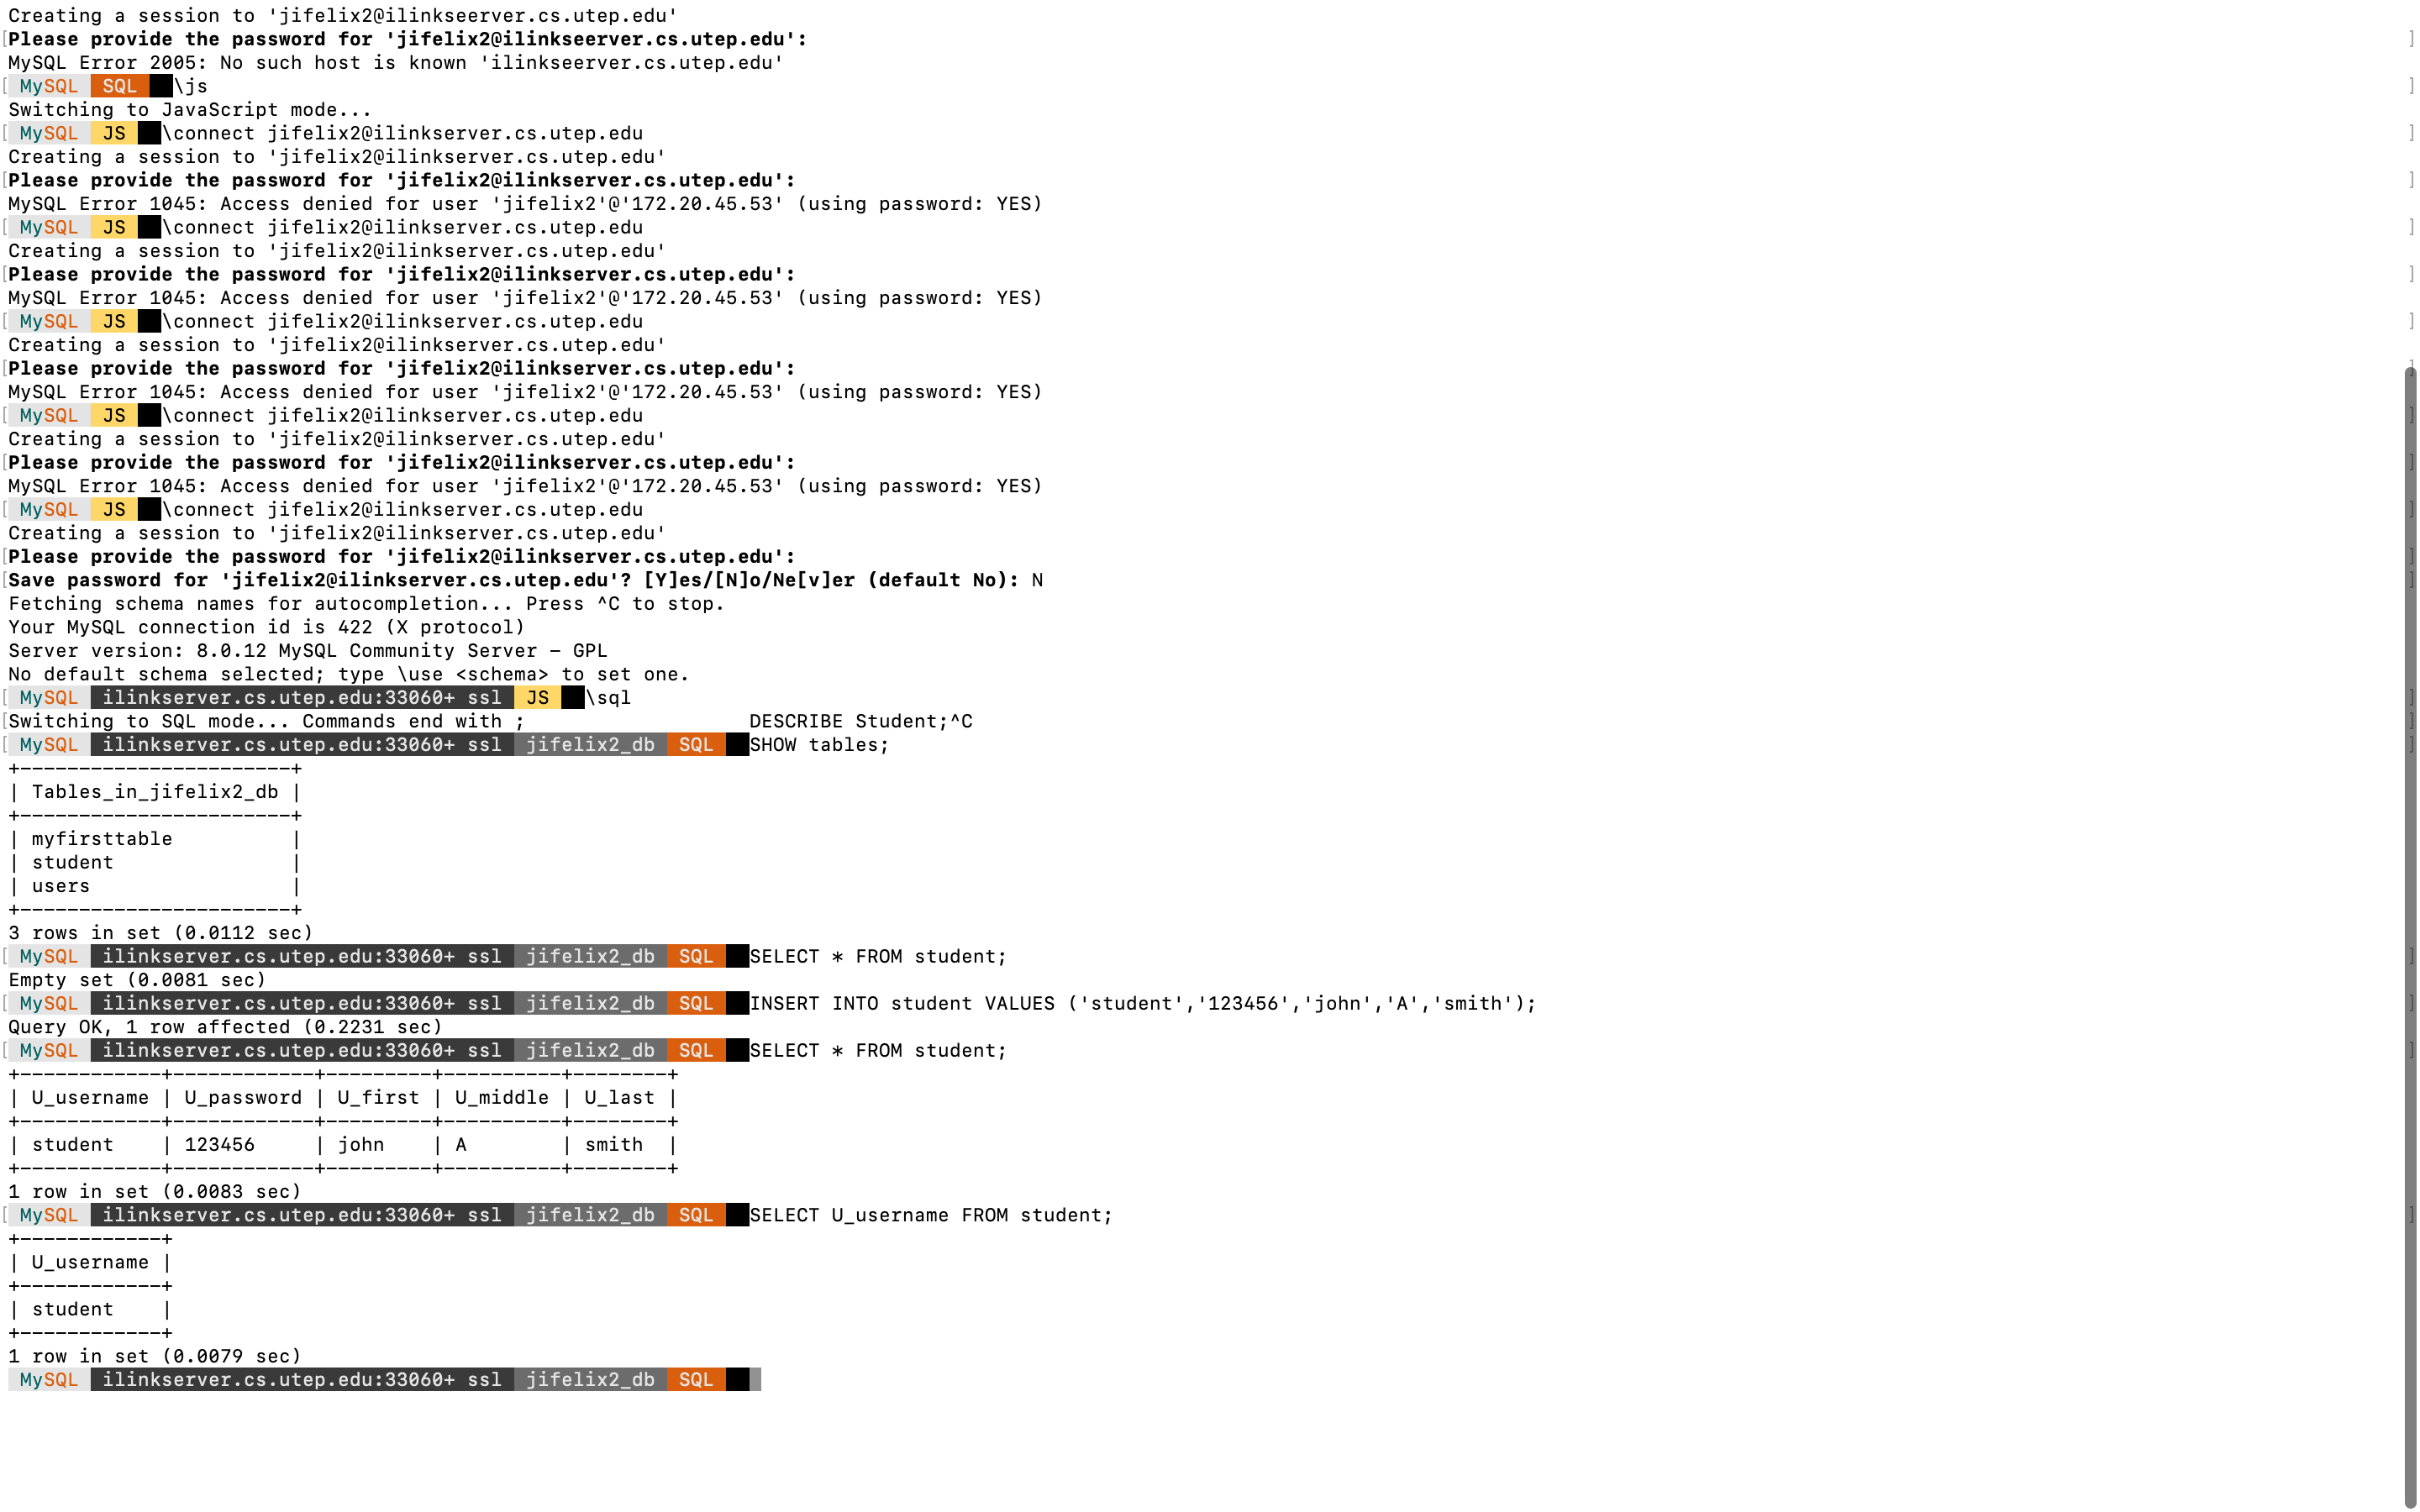 Creating a session to 'jifelix2@ilinkseerver.cs.utep.edu'
Please provide the password for 'jifelix2@ilinkseerver.cs.utep.edu':
MySQL Error 2005: No such host is known 'ilinkseerver.cs.utep.edu'
MySQL SQL \js
Switching to JavaScript mode...
MySQL JS \connect jifelix2@ilinkserver.cs.utep.edu
Creating a session to 'jifelix2@ilinkserver.cs.utep.edu'
Please provide the password for 'jifelix2@ilinkserver.cs.utep.edu':
MySQL Error 1045: Access denied for user 'jifelix2'@'172.20.45.53' (using password: YES)
MySQL JS \connect jifelix2@ilinkserver.cs.utep.edu
Creating a session to 'jifelix2@ilinkserver.cs.utep.edu'
Please provide the password for 'jifelix2@ilinkserver.cs.utep.edu':
MySQL Error 1045: Access denied for user 'jifelix2'@'172.20.45.53' (using password: YES)
MySQL JS \connect jifelix2@ilinkserver.cs.utep.edu
Creating a session to 'jifelix2@ilinkserver.cs.utep.edu'
Please provide the password for 'jifelix2@ilinkserver.cs.utep.edu':
MySQL Error 1045: Access denied for user 'jifelix2'@'172.20.45.53' (using password: YES)
MySQL JS \connect jifelix2@ilinkserver.cs.utep.edu
Creating a session to 'jifelix2@ilinkserver.cs.utep.edu'
Please provide the password for 'jifelix2@ilinkserver.cs.utep.edu':
MySQL Error 1045: Access denied for user 'jifelix2'@'172.20.45.53' (using password: YES)
MySQL JS \connect jifelix2@ilinkserver.cs.utep.edu
Creating a session to 'jifelix2@ilinkserver.cs.utep.edu'
Please provide the password for 'jifelix2@ilinkserver.cs.utep.edu':
Save password for 'jifelix2@ilinkserver.cs.utep.edu'? [Y]es/[N]o/Ne[v]er (default No): N
Fetching schema names for autocompletion... Press ^C to stop.
Your MySQL connection id is 422 (X protocol)
Server version: 8.0.12 MySQL Community Server – GPL
No default schema selected; type \use <schema> to set one.
MySQL ilinkserver.cs.utep.edu:33060+ ssl JS \sql
Switching to SQL mode... Commands end with ; DESCRIBE Student;^C
MySQL ilinkserver.cs.utep.edu:33060+ ssl jifelix2_db SQL SHOW tables;
+-----------------------+
| Tables_in_jifelix2_db |
+-----------------------+
| myfirsttable          |
| student               |
| users                 |
+-----------------------+
3 rows in set (0.0112 sec)
MySQL ilinkserver.cs.utep.edu:33060+ ssl jifelix2_db SQL SELECT * FROM student;
Empty set (0.0081 sec)
MySQL ilinkserver.cs.utep.edu:33060+ ssl jifelix2_db SQL INSERT INTO student VALUES ('student','123456','john','A','smith');
Query OK, 1 row affected (0.2231 sec)
MySQL ilinkserver.cs.utep.edu:33060+ ssl jifelix2_db SQL SELECT * FROM student;
+------------+------------+---------+----------+--------+
| U_username | U_password | U_first | U_middle | U_last |
+------------+------------+---------+----------+--------+
| student    | 123456     | john    | A        | smith  |
+------------+------------+---------+----------+--------+
1 row in set (0.0083 sec)
MySQL ilinkserver.cs.utep.edu:33060+ ssl jifelix2_db SQL SELECT U_username FROM student;
+------------+
| U_username |
+------------+
| student    |
+------------+
1 row in set (0.0079 sec)
MySQL ilinkserver.cs.utep.edu:33060+ ssl jifelix2_db SQL